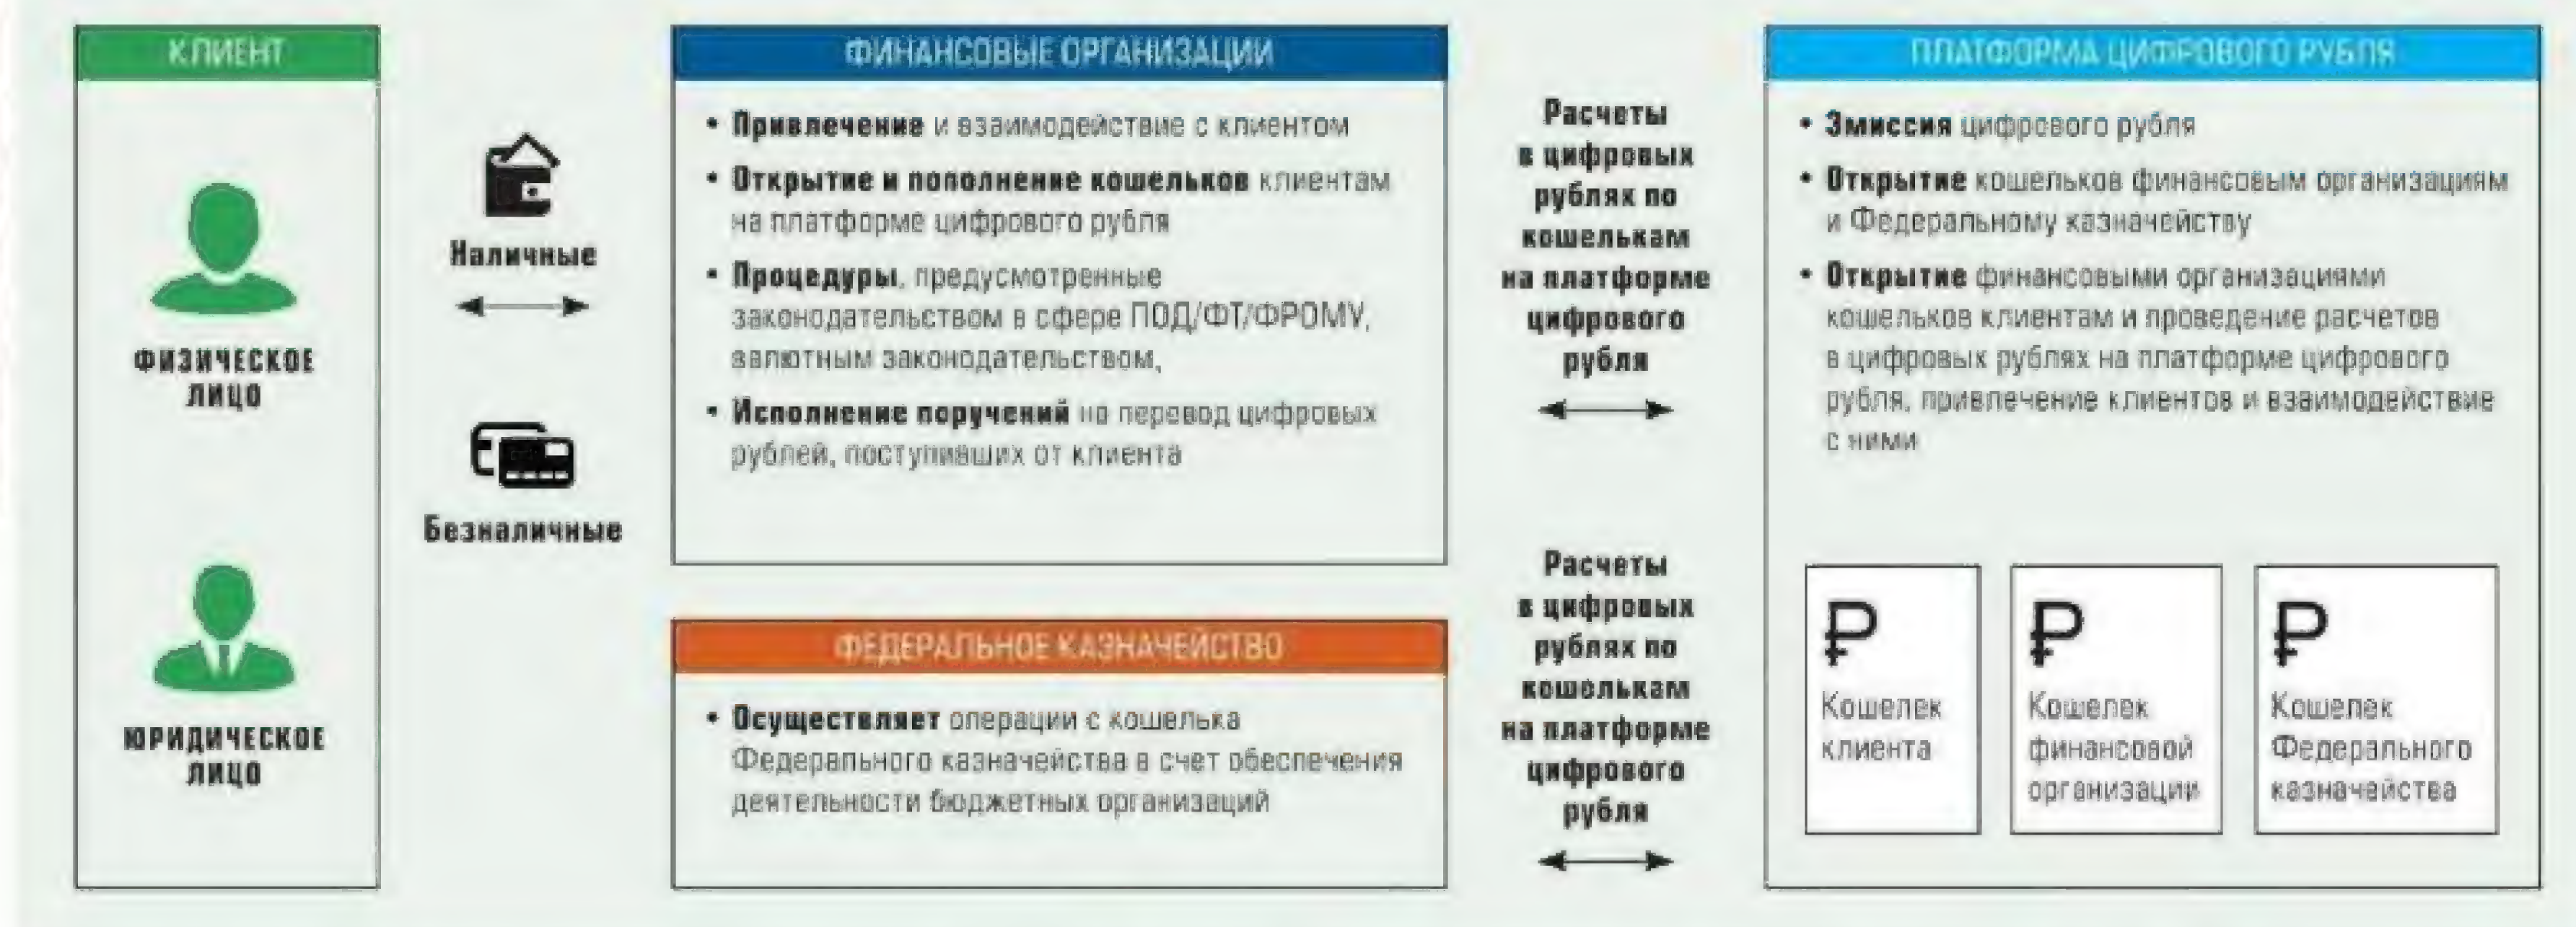 КЛИЕНТ
ФИЗИЧЕСКОЕ
ЛИЦО
ЮРИДИЧЕСКОЕ
ЛИЦО
Наличные
Безналичные
ФИНАНСОВЫЕ ОРГАНИЗАЦИИ
• Привлечение и взаимодействие с клиентом
• Открытие и пополнение кошельков клиентам
на платформе цифрового рубля
• Процедуры, предусмотренные
законодательством в сфере ПОД/ФТ/ФРОМУ,
валютным законодательством,
• Исполнение поручений на перевод цифровых
рублей, поступивших от клиента
ФЕДЕРАЛЬНОЕ КАЗНАЧЕЙСТВО
• Осуществляет операции с кошелька
Федерального казначейства в счет обеспечения
деятельности бюджетных организаций
Расчеты
в цифровых
рублях по
кошелькам
на платформе
цифрового
рубля
Расчеты
в цифровых
рублях по
кошелькам
на платформе
цифрового
рубля
ПЛАТФОРМА ЦИФРОВОГО РУБЛЯ
• Эмиссия цифрового рубля
• Открытие кошельков финансовым организациям
и Федеральному казначейству
• Открытие финансовыми организациями
кошельков клиентам и проведение расчетов
в цифровых рублях на платформе цифрового
рубля, привлечение клиентов и взаимодействие
с ними
₽
Кошелек
клиента
₽
Кошелек
финансовой
организации
₽
Кошелек
Федерального
казначейства